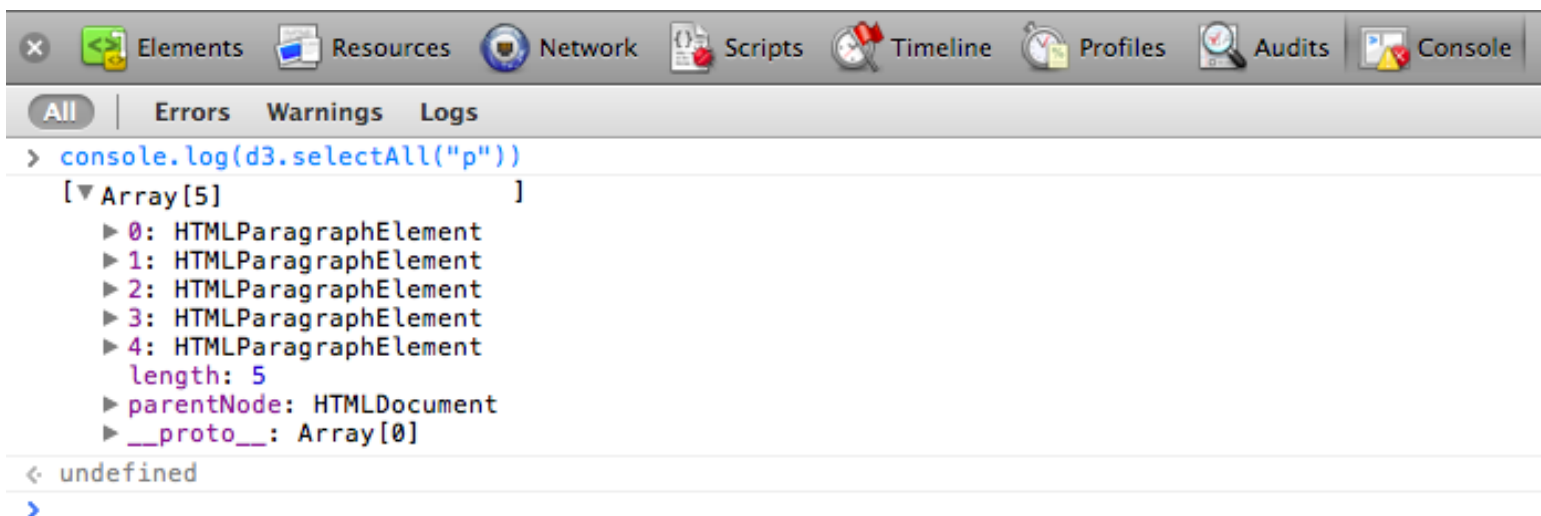 Elements Resources Network Scripts Timeline Profiles Audits Console
All Errors Warnings Logs
> console.log(d3.selectAll("p"))
[▼Array[5] ]
▶0: HTMLParagraphElement
▶1: HTMLParagraphElement
▶2: HTMLParagraphElement
▶3: HTMLParagraphElement
▶4: HTMLParagraphElement
length: 5
▶parentNode: HTMLDocument
▶__proto__: Array[0]
undefined
>